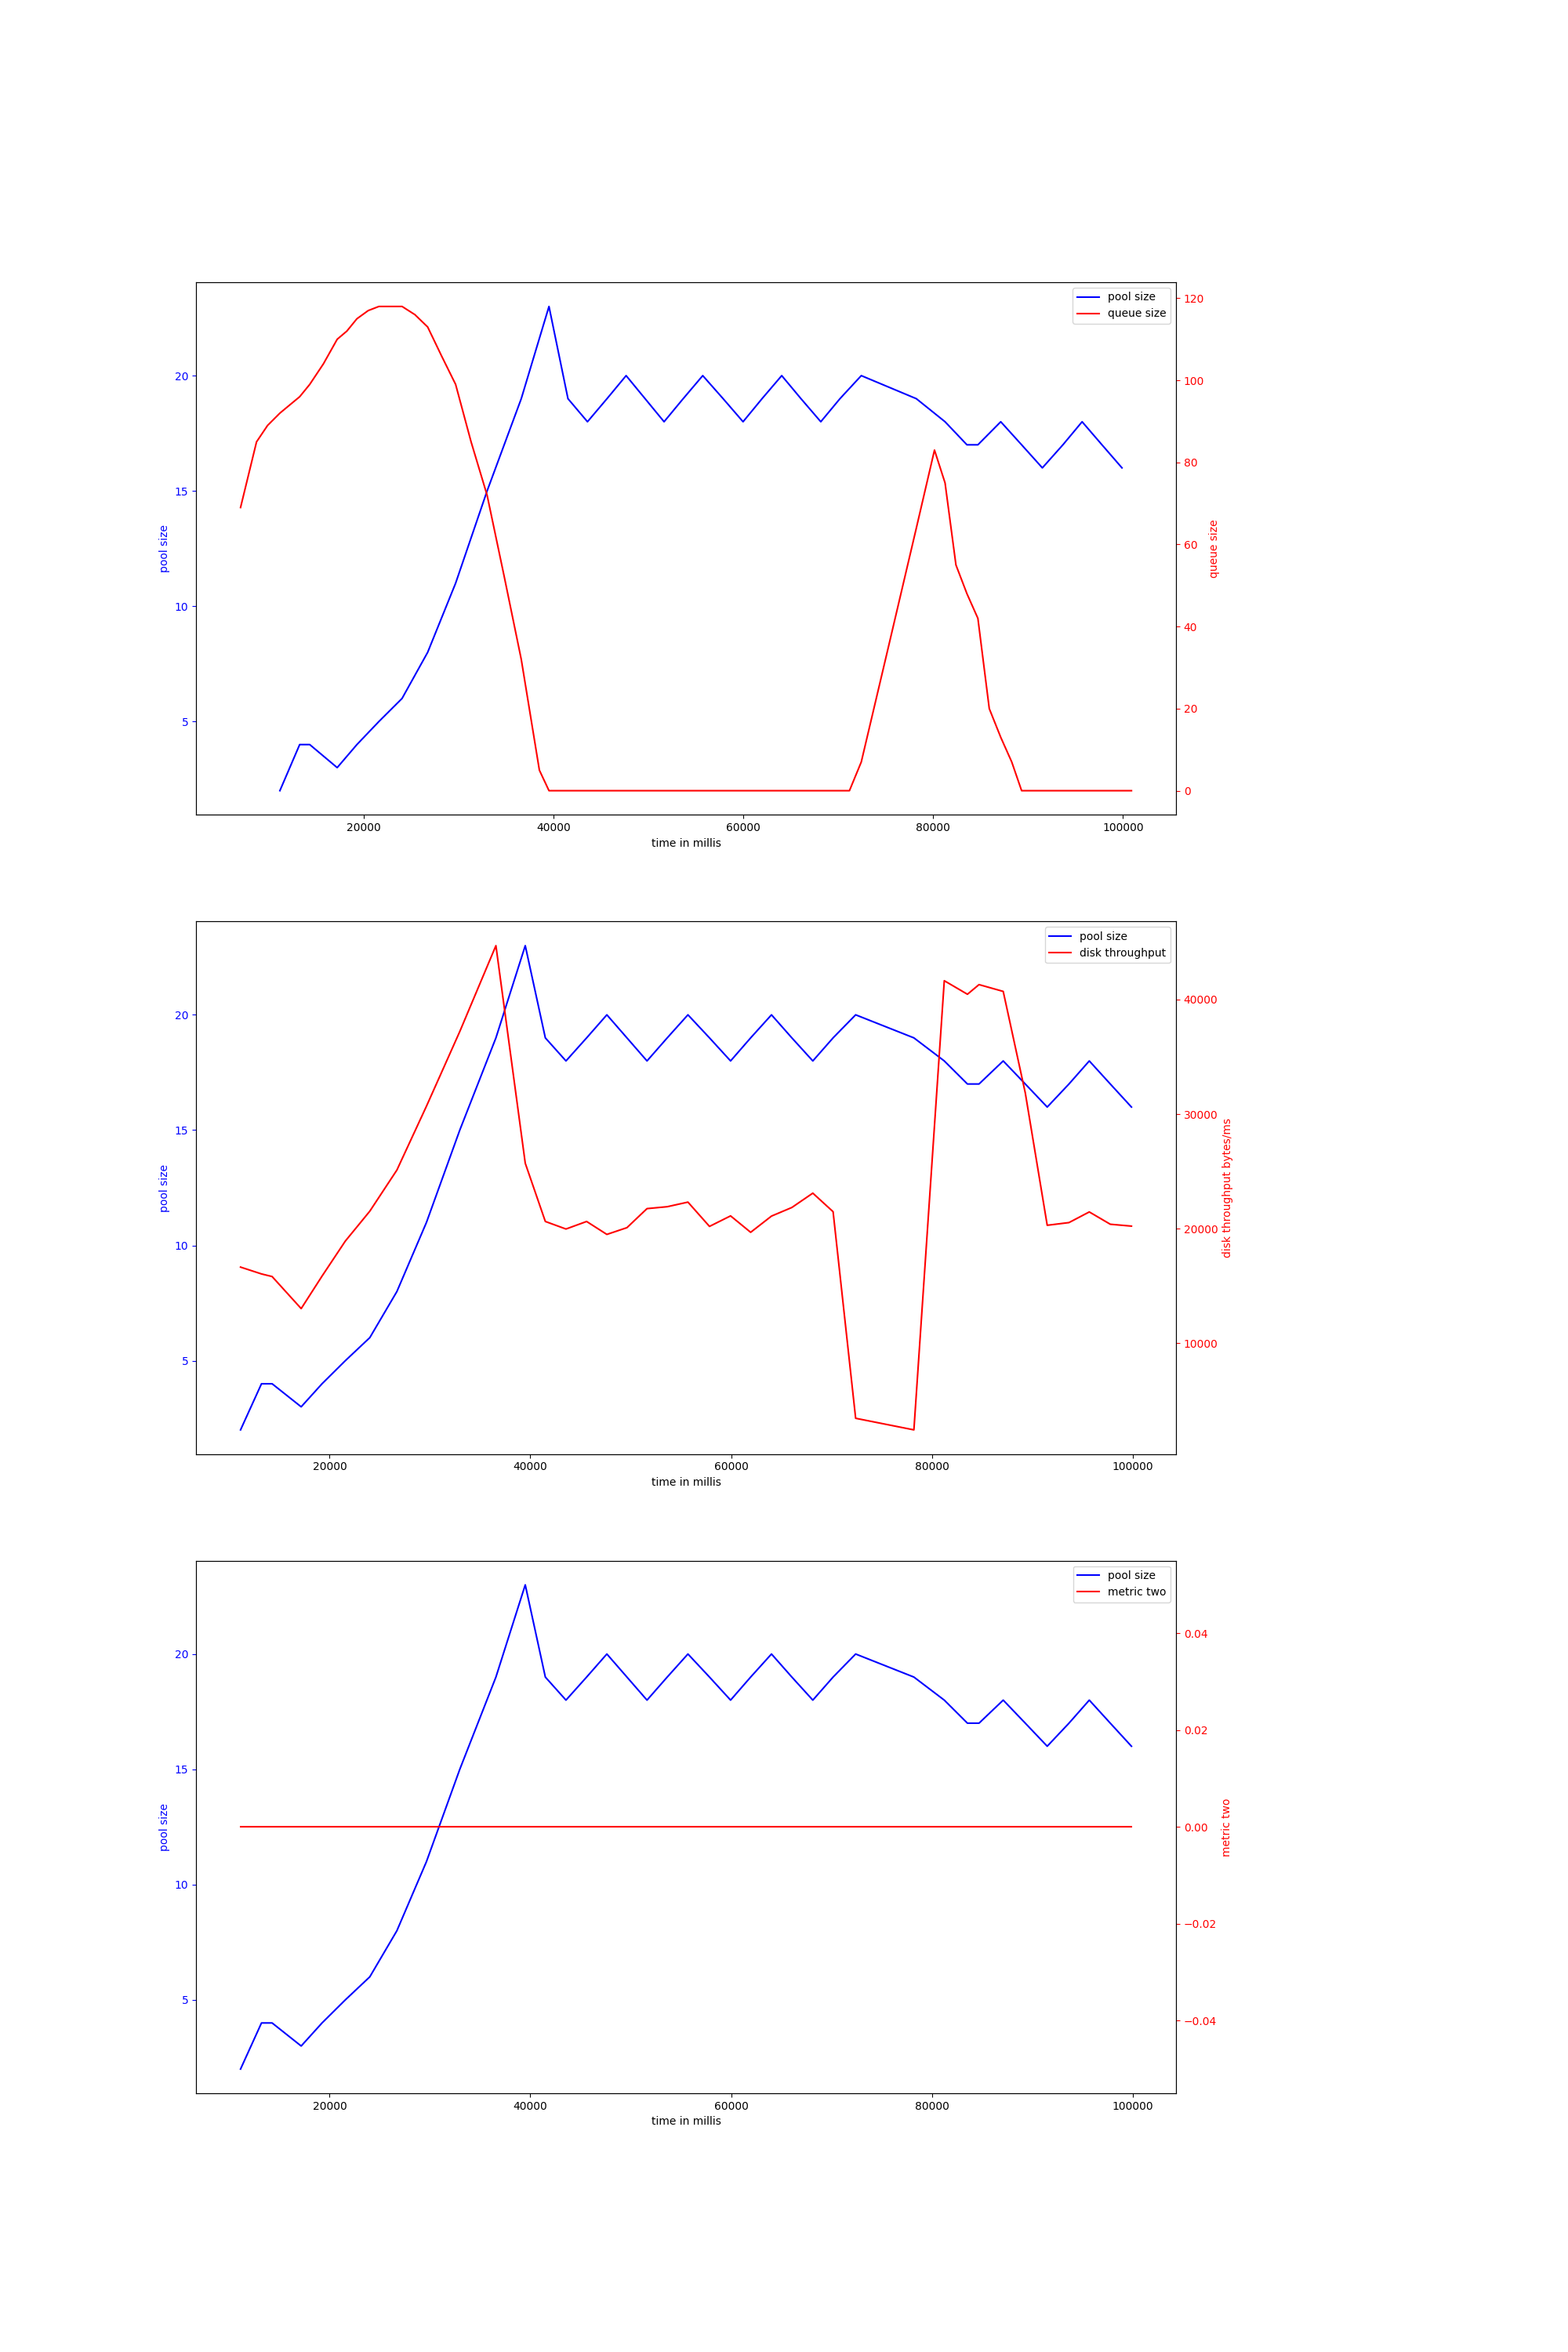 pool size
queue size
120
100
80
60
40
20
0
20
15
10
5
pool size
queue size
20000 40000 60000 80000 100000
time in millis
pool size
disk throughput
40000
30000
20000
10000
20
15
10
5
pool size
disk throughput bytes/ms
20000 40000 60000 80000 100000
time in millis
pool size
metric two
0.04
0.02
0.00
−0.02
−0.04
20
15
10
5
pool size
metric two
20000 40000 60000 80000 100000
time in millis